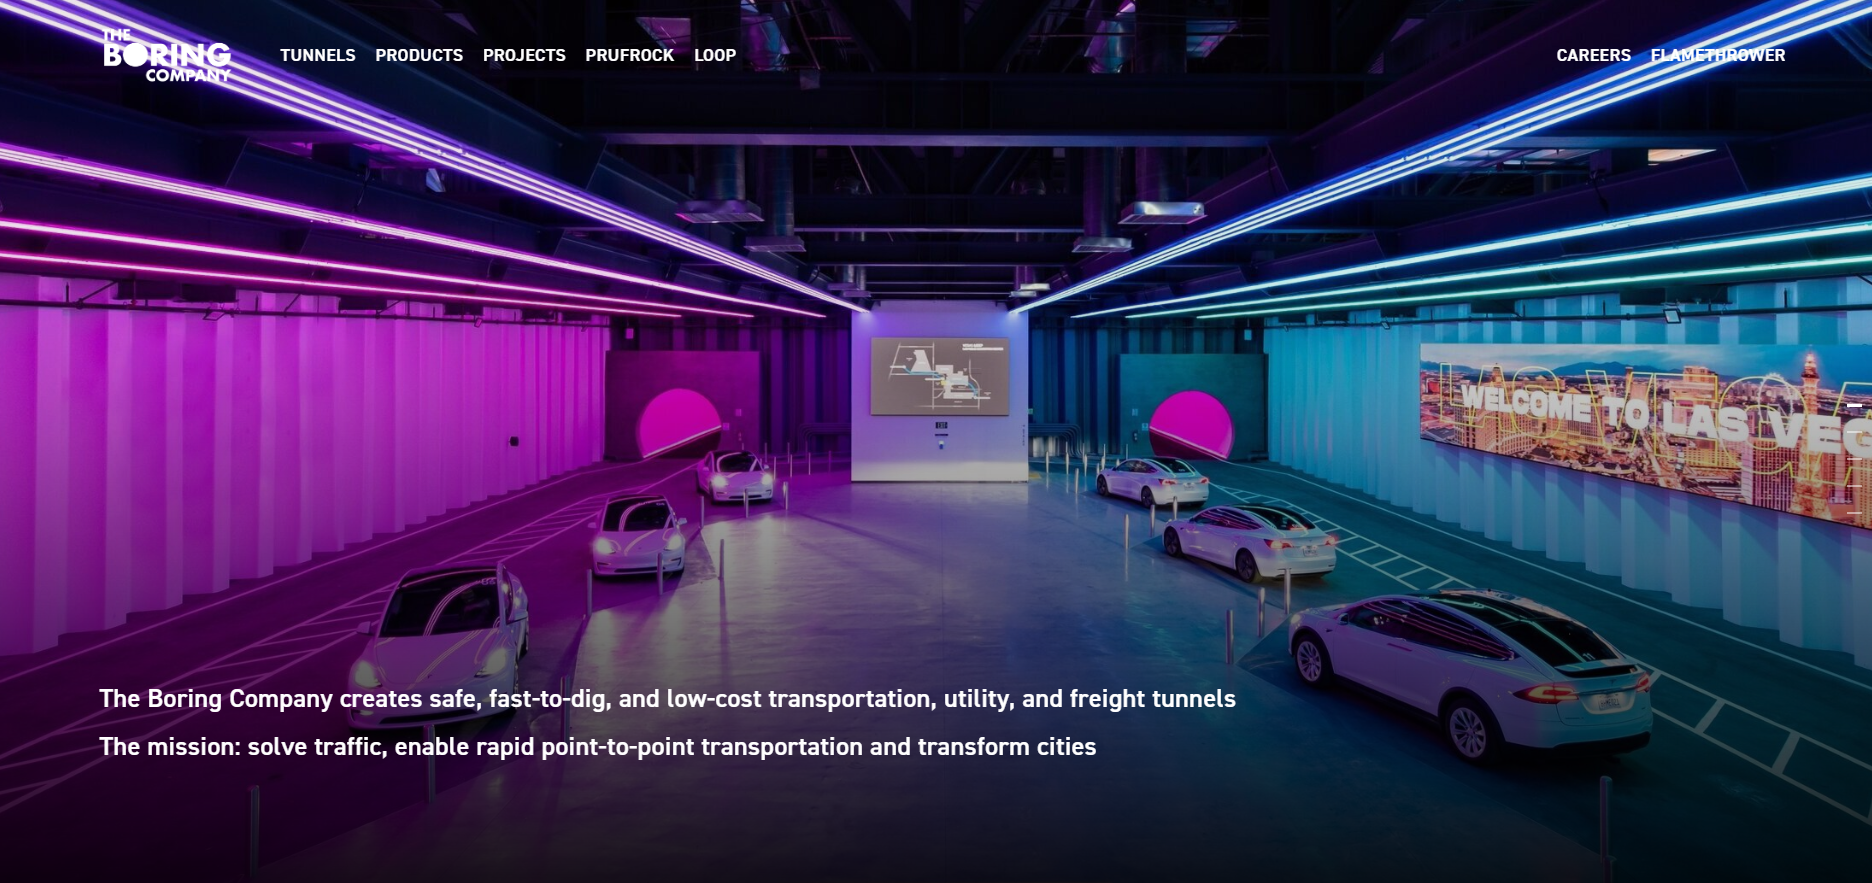 THE
BORING
COMPANY
TUNNELS PRODUCTS PROJECTS PRUFROCK LOOP
CAREERS FLAMETHROWER
WELCOME TO LAS VEG
The Boring Company creates safe, fast-to-dig, and low-cost transportation, utility, and freight tunnels
The mission: solve traffic, enable rapid point-to-point transportation and transform cities